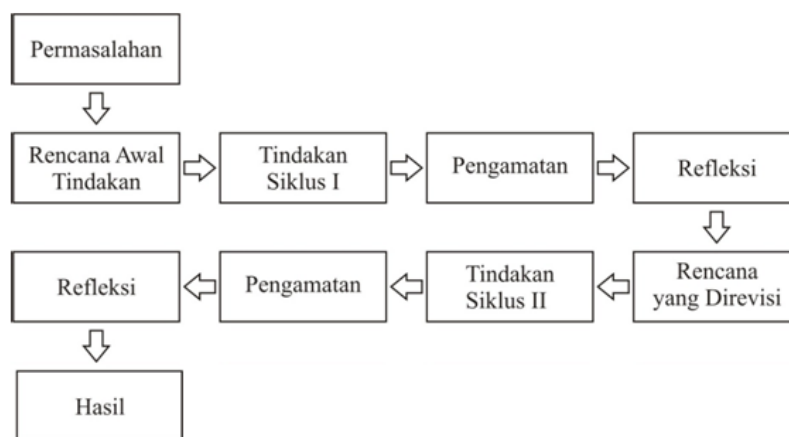 Permasalahan
Rencana Awal
Tindakan
Tindakan
Siklus I
Pengamatan
Refleksi
Rencana
yang Direvisi
Tindakan
Siklus II
Pengamatan
Refleksi
Hasil